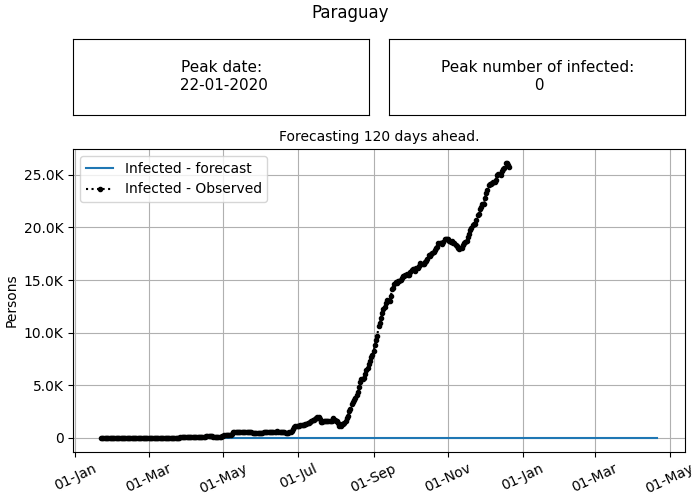 Paraguay
Peak date:
22-01-2020
Peak number of infected:
0
Forecasting 120 days ahead.
Infected - forecast
Infected - Observed
Persons
25.0K
20.0K
15.0K
10.0K
5.0K
0
01-Jan 01-Mar 01-May 01-Jul 01-Sep 01-Nov 01-Jan 01-Mar 01-May